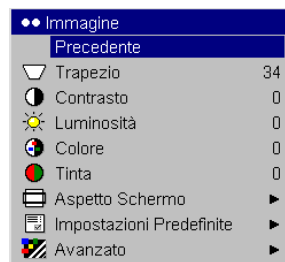 Immagine
Precedente
Trapezio 34
Contrasto 0
Luminosità 0
Colore 0
Tinta 0
Aspetto Schermo
Impostazioni Predefinite
Avanzato